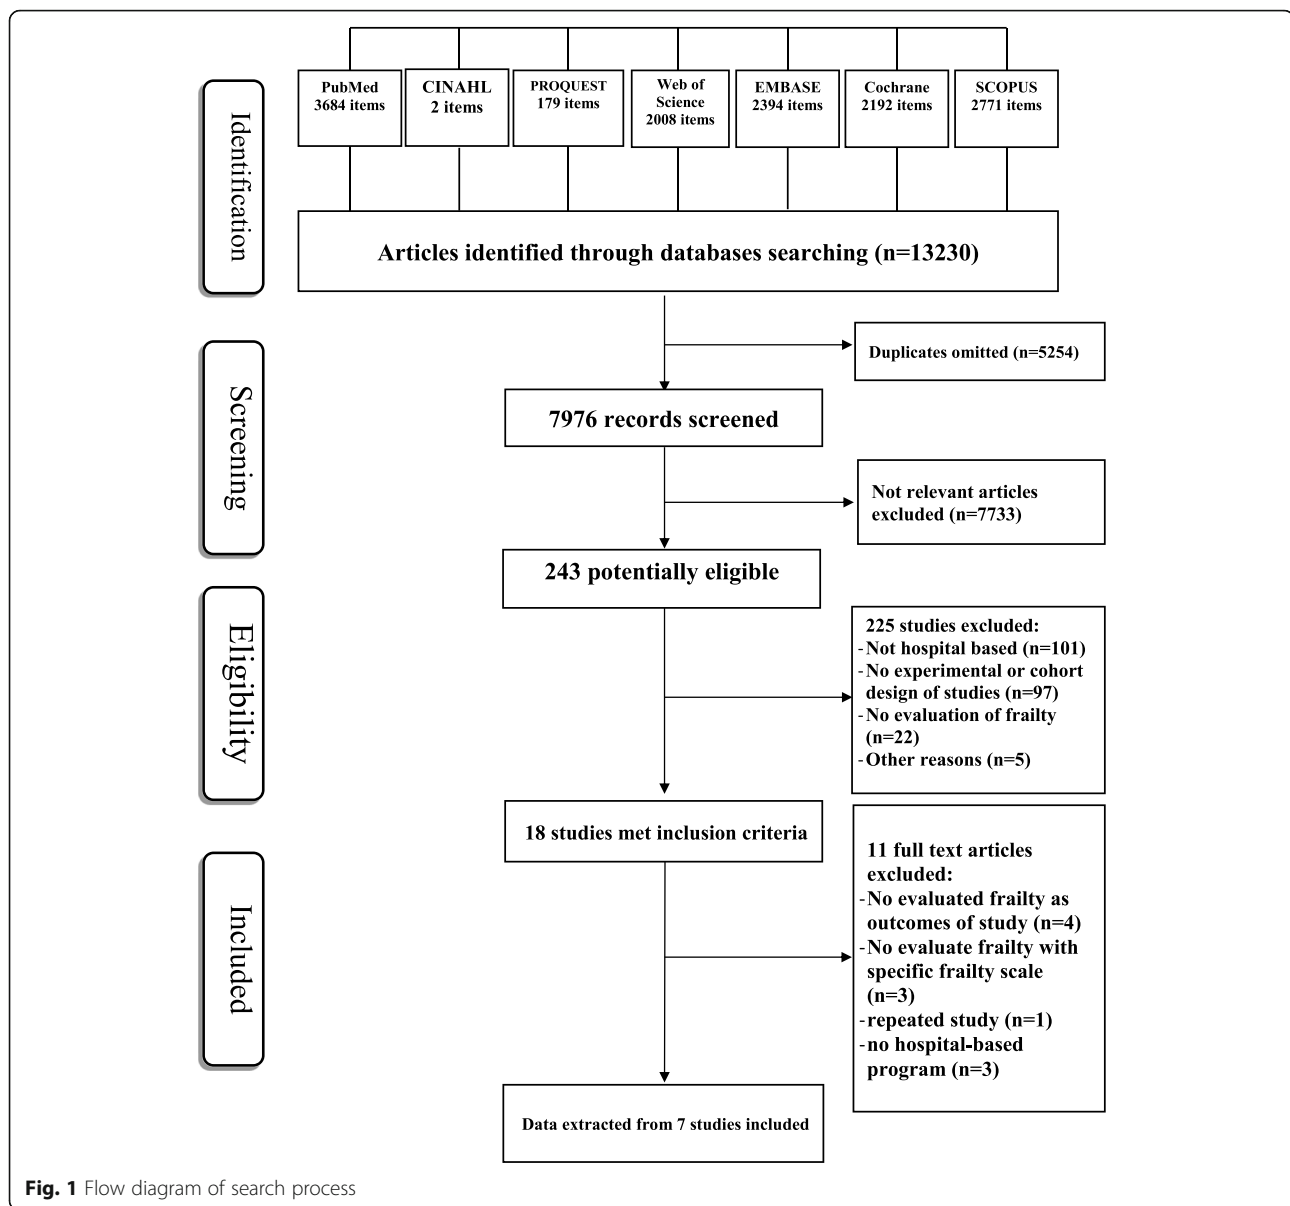 PubMed
3684 items
CINAHL
2 items
PROQUEST
179 items
Web of
Science
2008 items
EMBASE
2394 items
Cochrane
2192 items
SCOPUS
2771 items
Identification
Articles identified through databases searching (n=13230)
Duplicates omitted (n=5254)
Screening
7976 records screened
Not relevant articles
excluded (n=7733)
243 potentially eligible
Eligibility
225 studies excluded:
-Not hospital based (n=101)
-No experimental or cohort
design of studies (n=97)
-No evaluation of frailty
(n=22)
-Other reasons (n=5)
18 studies met inclusion criteria
Included
11 full text articles
excluded:
-No evaluated frailty as
outcomes of study (n=4)
-No evaluate frailty with
specific frailty scale
(n=3)
-repeated study (n=1)
-no hospital-based
program (n=3)
Data extracted from 7 studies included
Fig. 1 Flow diagram of search process